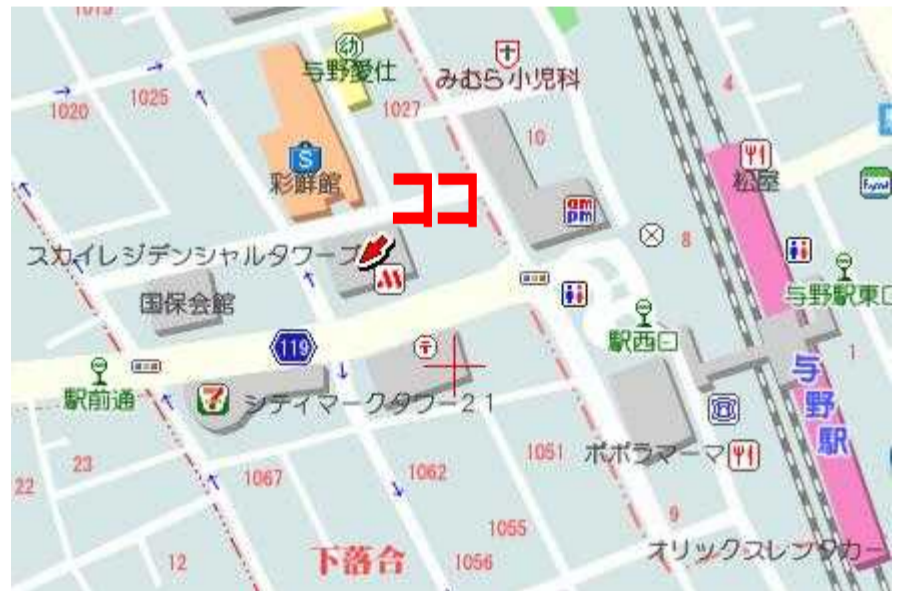 1015
幼
与野愛仕
みむら小児科
1020
1025
1027
4
10
S
彩鮮館
ココ
am
pm
松屋
8
スカイレジデンシャルタワーズ
国保会館
与野駅東口
駅西口
119
〒
1
駅前通
シティマークタワー21
与野駅
ポポラマーマ
1051
23
22
1067
1062
9
1055
12
下落合
1056
オリックスレンタカー